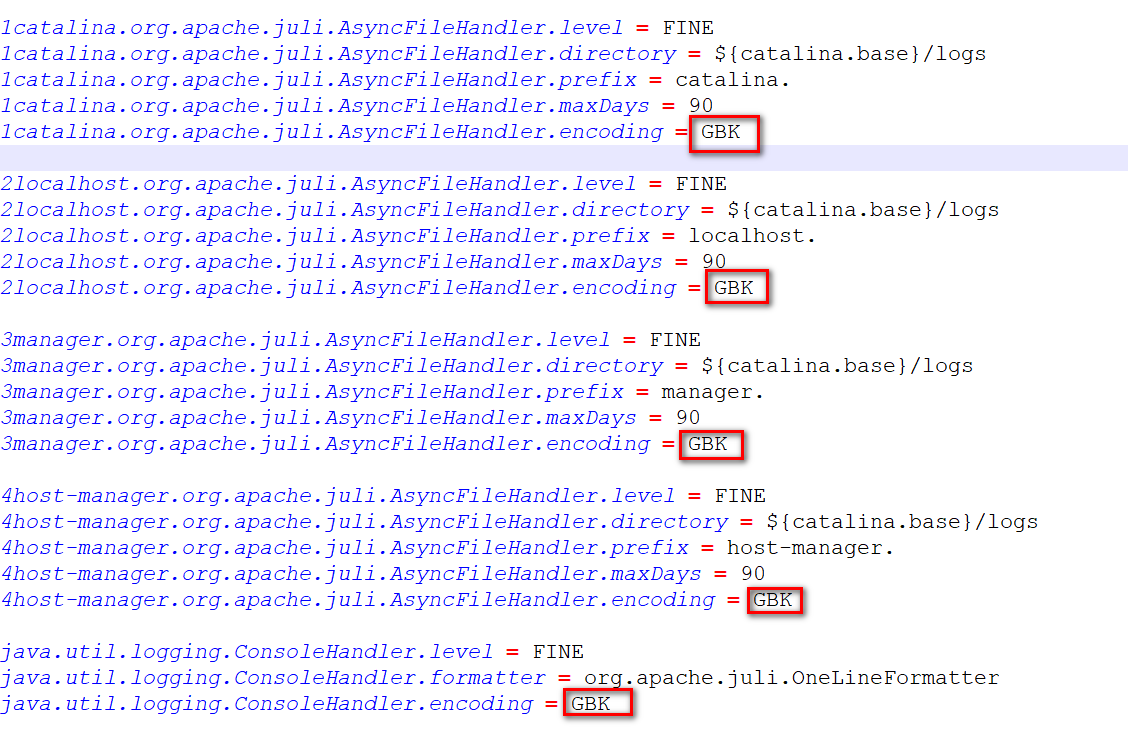 1catalina.org.apache.juli.AsyncFileHandler.level = FINE
1catalina.org.apache.juli.AsyncFileHandler.directory = ${catalina.base}/logs
1catalina.org.apache.juli.AsyncFileHandler.prefix = catalina.
1catalina.org.apache.juli.AsyncFileHandler.maxDays = 90
1catalina.org.apache.juli.AsyncFileHandler.encoding = GBK
2localhost.org.apache.juli.AsyncFileHandler.level = FINE
2localhost.org.apache.juli.AsyncFileHandler.directory = ${catalina.base}/logs
2localhost.org.apache.juli.AsyncFileHandler.prefix = localhost.
2localhost.org.apache.juli.AsyncFileHandler.maxDays = 90
2localhost.org.apache.juli.AsyncFileHandler.encoding = GBK
3manager.org.apache.juli.AsyncFileHandler.level = FINE
3manager.org.apache.juli.AsyncFileHandler.directory = ${catalina.base}/logs
3manager.org.apache.juli.AsyncFileHandler.prefix = manager.
3manager.org.apache.juli.AsyncFileHandler.maxDays = 90
3manager.org.apache.juli.AsyncFileHandler.encoding = GBK
4host-manager.org.apache.juli.AsyncFileHandler.level = FINE
4host-manager.org.apache.juli.AsyncFileHandler.directory = ${catalina.base}/logs
4host-manager.org.apache.juli.AsyncFileHandler.prefix = host-manager.
4host-manager.org.apache.juli.AsyncFileHandler.maxDays = 90
4host-manager.org.apache.juli.AsyncFileHandler.encoding = GBK
java.util.logging.ConsoleHandler.level = FINE
java.util.logging.ConsoleHandler.formatter = org.apache.juli.OneLineFormatter
java.util.logging.ConsoleHandler.encoding = GBK